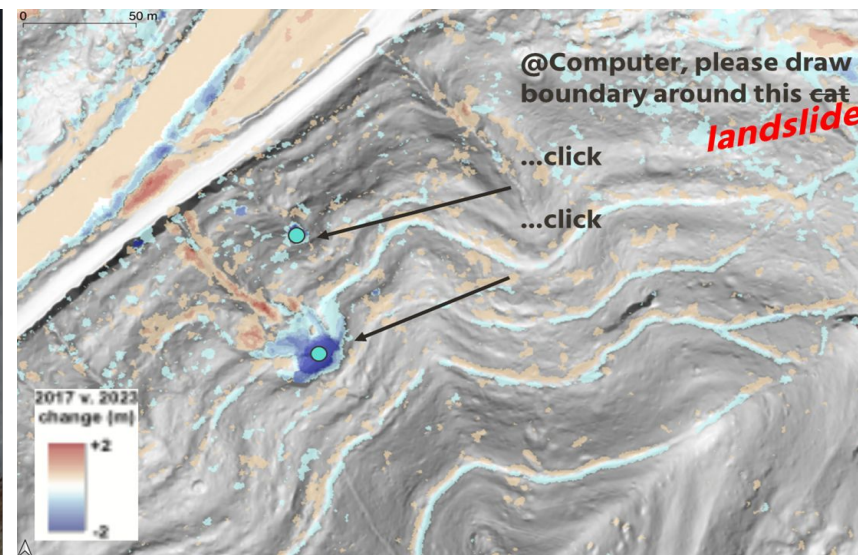 0 50 m
@Computer, please draw
boundary around this cat
landslide
...click
...click
2017 v. 2023
change (m)
+2
-2